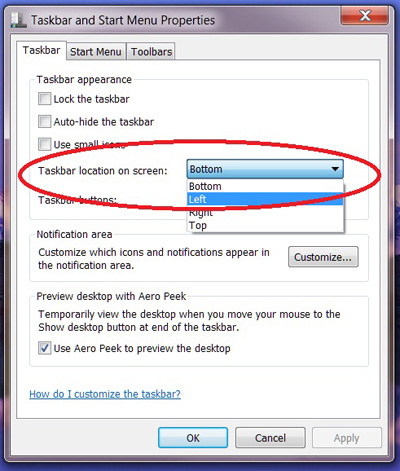 Taskbar and Start Menu Properties
Taskbar Start Menu Toolbars
Taskbar appearance
Lock the taskbar
Auto-hide the taskbar
Use small icons
Taskbar location on screen: Bottom
Bottom
Left
Right
Top
Taskbar buttons:
Notification area
Customize which icons and notifications appear in
the notification area.
Customize...
Preview desktop with Aero Peek
Temporarily view the desktop when you move your mouse to the
Show desktop button at end of the taskbar.
Use Aero Peek to preview the desktop
How do I customize the taskbar?
OK Cancel Apply